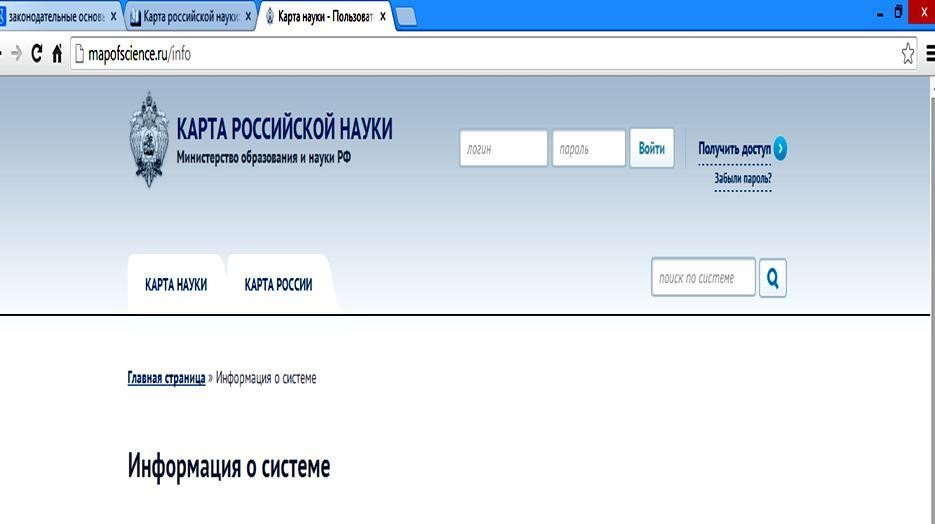 законодательные основ
Карта российской науки:
Карта науки - Пользоват
mapofscience.ru/info
КАРТА РОССИЙСКОЙ НАУКИ
Министерство образования и науки РФ
логин
пароль
Войти
Получить доступ
Забыли пароль?
КАРТА НАУКИ
КАРТА РОССИИ
поиск по системе
Главная страница » Информация о системе
Информация о системе